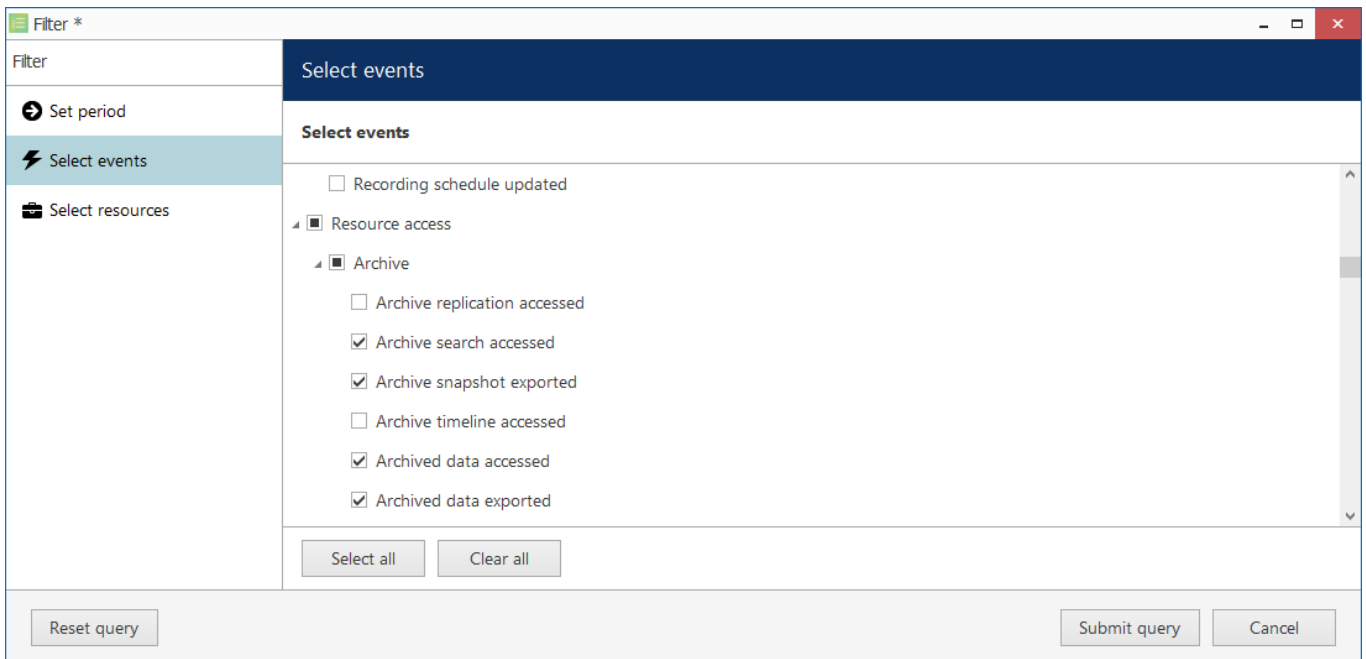 Filter *
Filter
Set period
Select events
Select resources
Select events
Select events
Recording schedule updated
Resource access
Archive
Archive replication accessed
Archive search accessed
Archive snapshot exported
Archive timeline accessed
Archived data accessed
Archived data exported
Select all
Clear all
Reset query
Submit query
Cancel